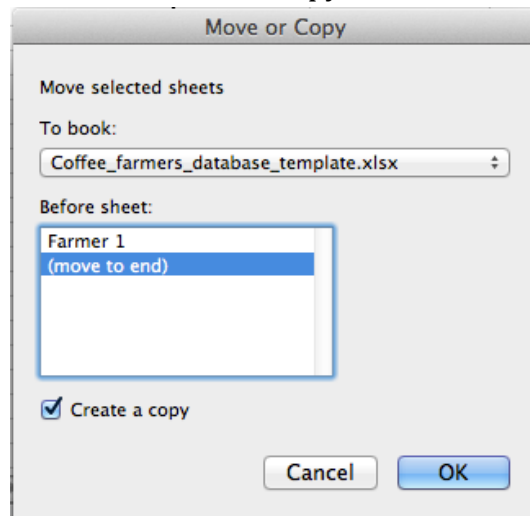 Move or Copy
Move selected sheets
To book:
Coffee_farmers_database_template.xlsx
Before sheet:
Farmer 1
(move to end)
Create a copy
Cancel OK